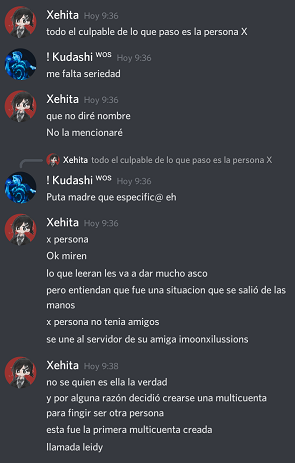 Xehita Hoy 9:36
todo el culpable de lo que paso es la persona X
! Kudashi ᵂᴼˢ Hoy 9:36
me falta seriedad
Xehita Hoy 9:36
que no diré nombre
No la mencionaré
Xehita todo el culpable de lo que paso es la persona X
! Kudashi ᵂᴼˢ Hoy 9:36
Puta madre que especific@ eh
Xehita Hoy 9:36
x persona
Ok miren
lo que leeran les va a dar mucho asco
pero entiendan que fue una situacion que se salió de las
manos
x persona no tenia amigos
se une al servidor de su amiga imoonxilussions
Xehita Hoy 9:38
no se quien es ella la verdad
y por alguna razón decidió crearse una multicuenta
para fingir ser otra persona
esta fue la primera multicuenta creada
llamada leidy